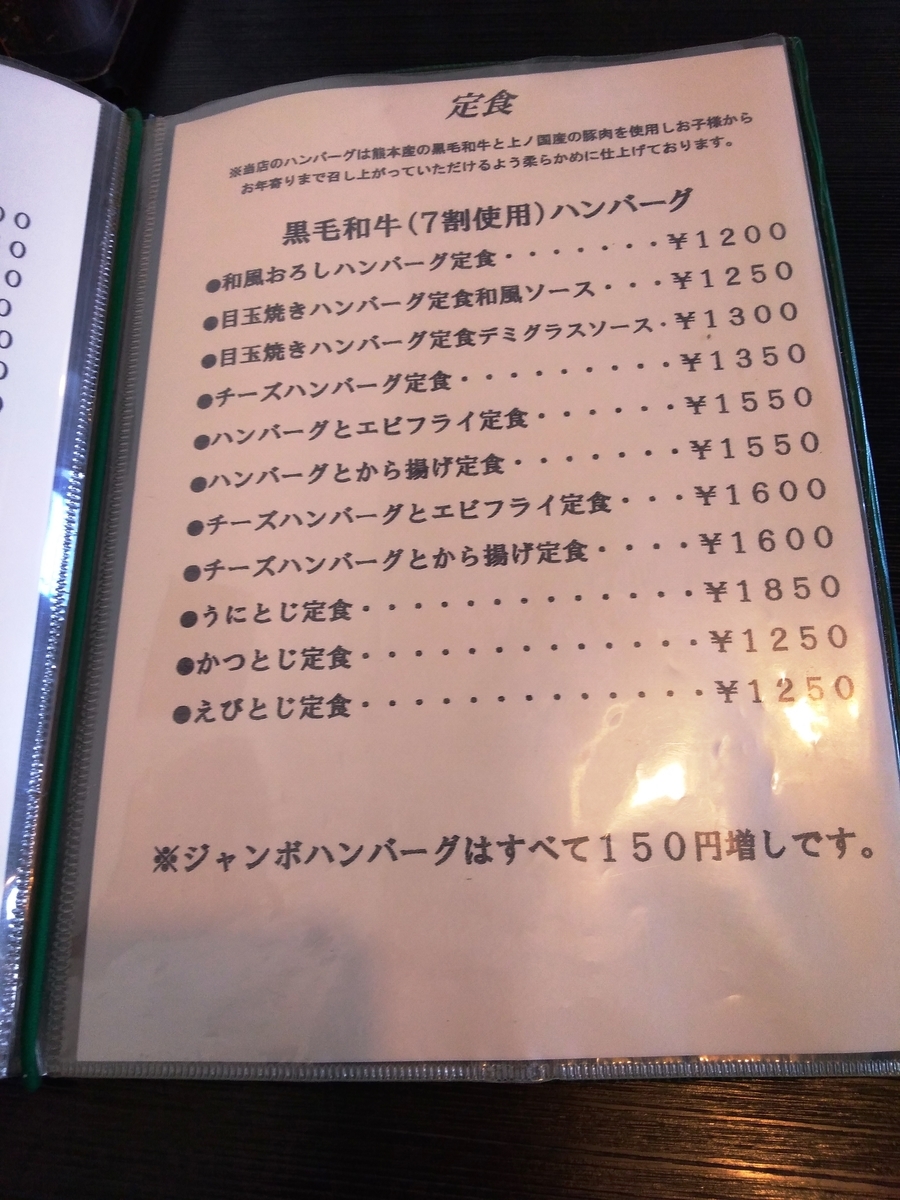 定食
※当店のハンバーグは熊本産の黒毛和牛と上ノ国産の豚肉を使用しお子様から
お年寄りまで召し上がっていただけるよう柔らかめに仕上げております。
黒毛和牛(7割使用)ハンバーグ
●和風おろしハンバーグ定食・・・・・・・¥1200
●目玉焼きハンバーグ定食和風ソース・・・¥1250
●目玉焼きハンバーグ定食デミグラスソース・¥1300
●チーズハンバーグ定食・・・・・・・・・¥1350
●ハンバーグとエビフライ定食・・・・・・¥1550
●ハンバーグとから揚げ定食・・・・・・・¥1550
●チーズハンバーグとエビフライ定食・・・¥1600
●チーズハンバーグとから揚げ定食・・・・¥1600
●うにとじ定食・・・・・・・・・・・・・¥1850
●かつとじ定食・・・・・・・・・・・・・¥1250
●えびとじ定食・・・・・・・・・・・・・¥1250
※ジャンボハンバーグはすべて150円増しです。